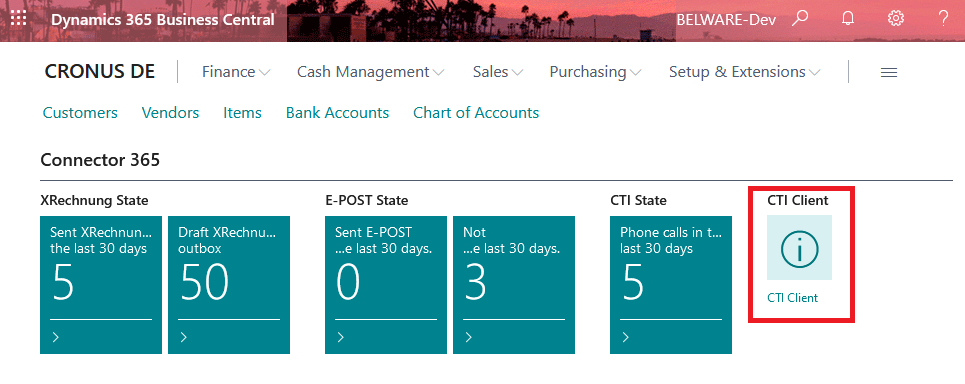 Dynamics 365 Business Central
BELWARE-Dev
?
CRONUS DE
Finance
Cash Management
Sales
Purchasing
Setup & Extensions
Customers
Vendors
Items
Bank Accounts
Chart of Accounts
Connector 365
XRechnung State
Sent XRechnun...
the last 30 days
5
Draft XRechnu...
outbox
50
E-POST State
Sent E-POST
...e last 30 days.
0
Not
...e last 30 days.
3
CTI State
Phone calls in t...
last 30 days
5
CTI Client
CTI Client